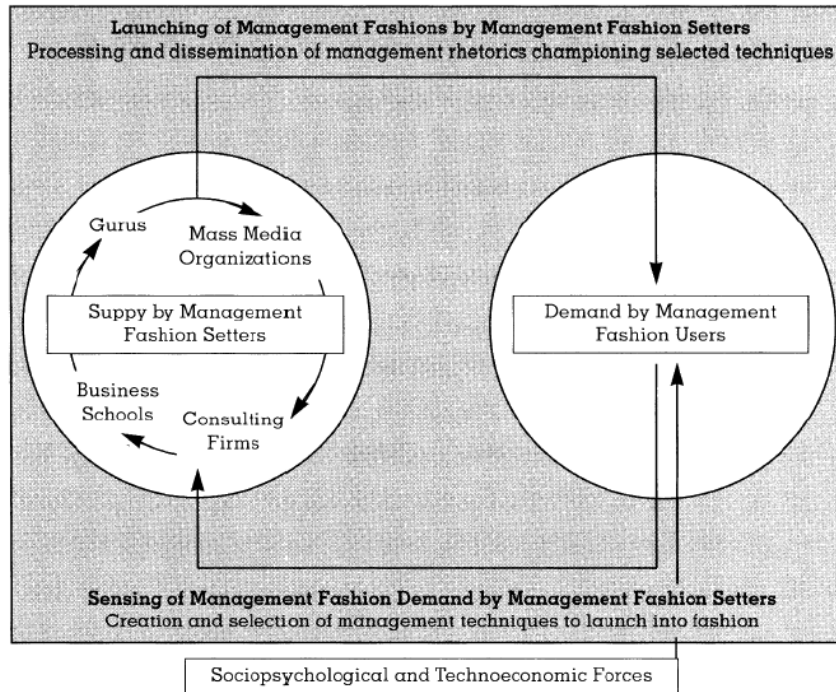 Launching of Management Fashions by Management Fashion Setters
Processing and dissemination of management rhetorics championing selected techniques
Gurus
Mass Media
Organizations
Suppy by Management
Fashion Setters
Business
Schools
Consulting
Firms
Demand by Management
Fashion Users
Sensing of Management Fashion Demand by Management Fashion Setters
Creation and selection of management techniques to launch into fashion
Sociopsychological and Technoeconomic Forces